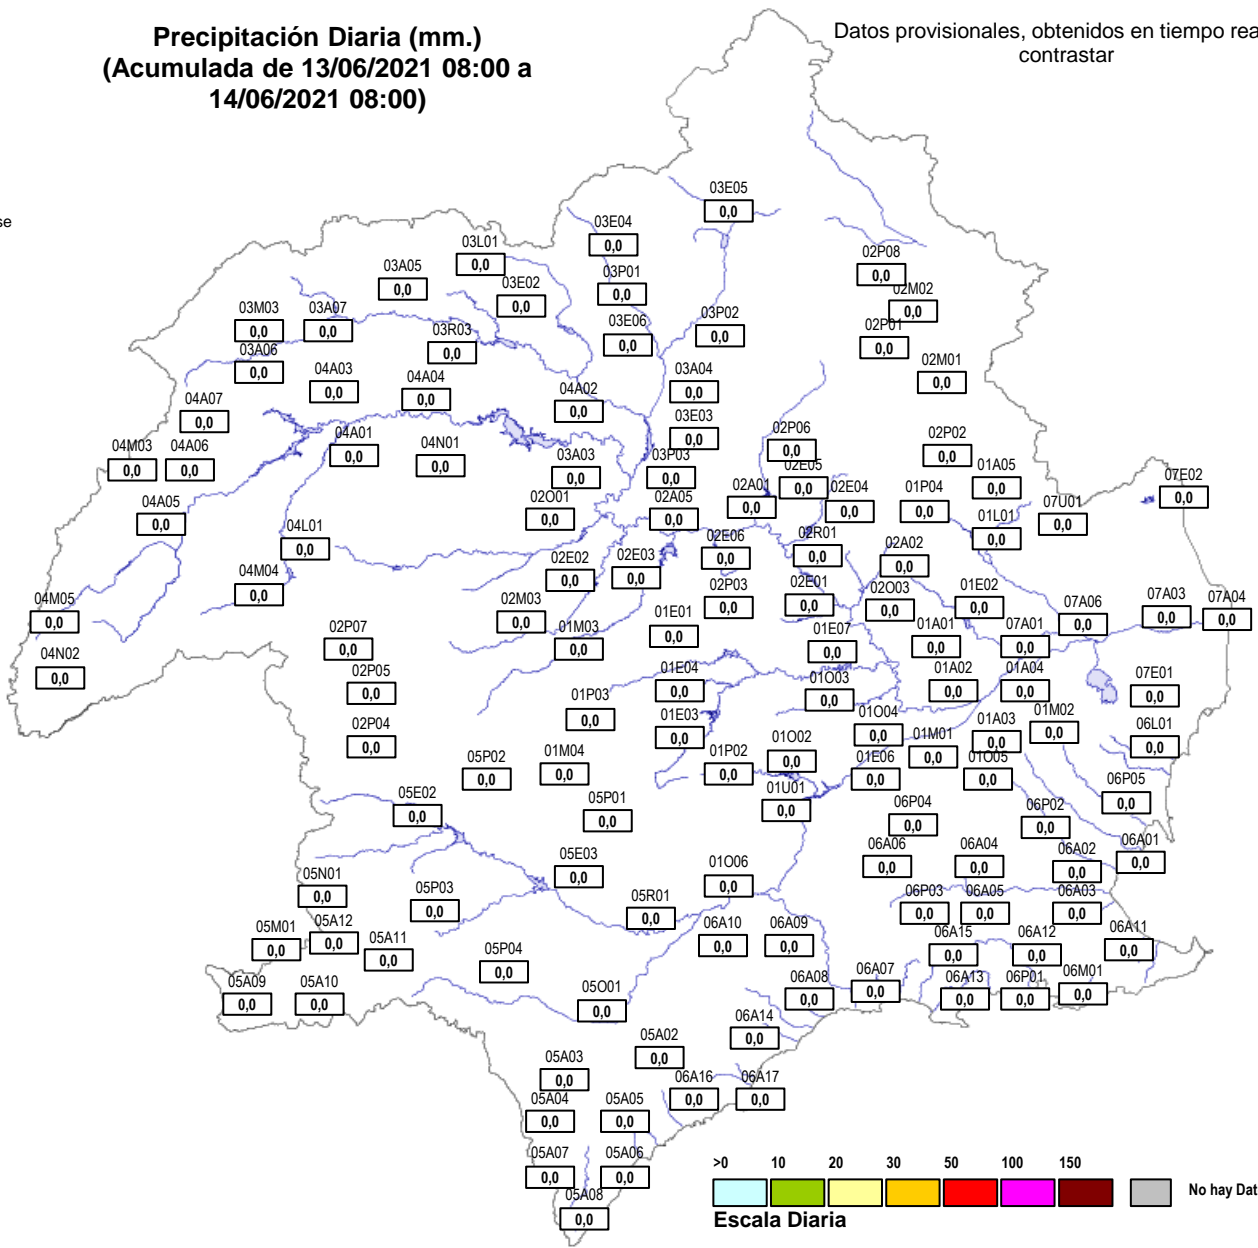 Precipitación Diaria (mm.)
(Acumulada de 13/06/2021 08:00 a
14/06/2021 08:00)
Datos provisionales, obtenidos en tiempo rea
contrastar
se
03E05
0,0
03E04
0,0
03L01
0,0
02P08
0,0
03A05
0,0
03P01
0,0
03E02
0,0
02M02
0,0
03M03
0,0
03A07
0,0
03P02
0,0
03E06
0,0
03R03
0,0
02P01
0,0
03A06
0,0
02M01
0,0
04A03
0,0
04A04
0,0
03A04
0,0
04A02
0,0
04A07
0,0
03E03
0,0
02P06
0,0
04A01
0,0
04N01
0,0
02P02
0,0
04M03
0,0
04A06
0,0
03A03
0,0
03P03
0,0
02E05
0,0
01A05
0,0
07E02
0,0
02A01
0,0
02E04
0,0
01P04
0,0
02O01
0,0
02A05
0,0
04A05
0,0
07U01
0,0
01L01
0,0
04L01
0,0
02E06
0,0
02R01
0,0
02A02
0,0
02E02
0,0
02E03
0,0
04M04
0,0
02P03
0,0
02E01
0,0
02O03
0,0
01E02
0,0
07A03
0,0
07A04
0,0
04M05
0,0
02M03
0,0
07A06
0,0
01E01
0,0
02P07
0,0
01M03
0,0
01E07
0,0
01A01
0,0
07A01
0,0
04N02
0,0
02P05
0,0
01E04
0,0
01O03
0,0
01A02
0,0
01A04
0,0
07E01
0,0
01P03
0,0
01E03
0,0
01O04
0,0
01A03
0,0
01M02
0,0
06L01
0,0
02P04
0,0
01M01
0,0
05P02
0,0
01M04
0,0
01P02
0,0
01O02
0,0
01E06
0,0
01O05
0,0
05E02
0,0
05P01
0,0
01U01
0,0
06P05
0,0
06P04
0,0
06P02
0,0
05E03
0,0
01O06
0,0
06A06
0,0
06A04
0,0
06A02
0,0
06A01
0,0
05N01
0,0
05P03
0,0
05R01
0,0
06P03
0,0
06A05
0,0
06A03
0,0
05M01
0,0
05A12
0,0
05A11
0,0
06A10
0,0
06A09
0,0
06A15
0,0
06A12
0,0
06A11
0,0
05P04
0,0
05A09
0,0
05A10
0,0
05O01
0,0
06A08
0,0
06A07
0,0
06A13
0,0
06P01
0,0
06M01
0,0
06A14
0,0
05A02
0,0
05A03
0,0
06A16
0,0
06A17
0,0
05A04
0,0
05A05
0,0
05A07
0,0
05A06
0,0
05A08
0,0
>0 10 20 30 50 100 150
No hay Dat
Escala Diaria